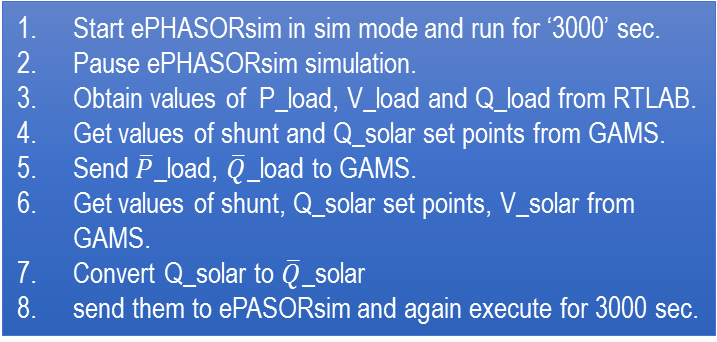 1. Start ePHASORsim in sim mode and run for ‘3000’ sec.
2. Pause ePHASORsim simulation.
3. Obtain values of P_load, V_load and Q_load from RTLAB.
4. Get values of shunt and Q_solar set points from GAMS.
5. Send P̅_load, Q̅_load to GAMS.
6. Get values of shunt, Q_solar set points, V_solar from
GAMS.
7. Convert Q_solar to Q̅_solar
8. send them to ePASORsim and again execute for 3000 sec.